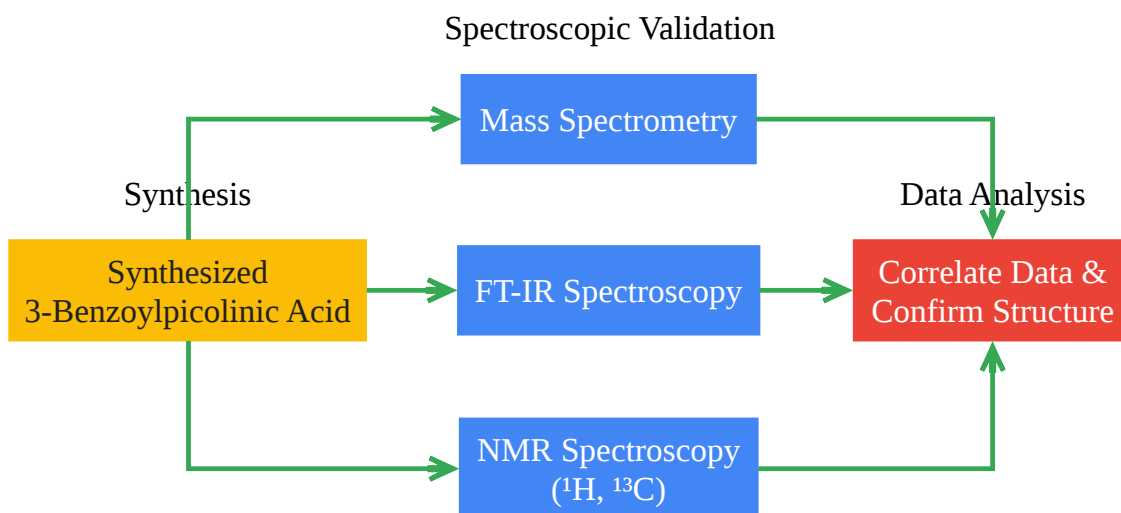 Spectroscopic Validation
Mass Spectrometry
Synthesis
Data Analysis
Synthesized
3-Benzoylpicolinic Acid
FT-IR Spectroscopy
Correlate Data &
Confirm Structure
NMR Spectroscopy
(¹H, ¹³C)